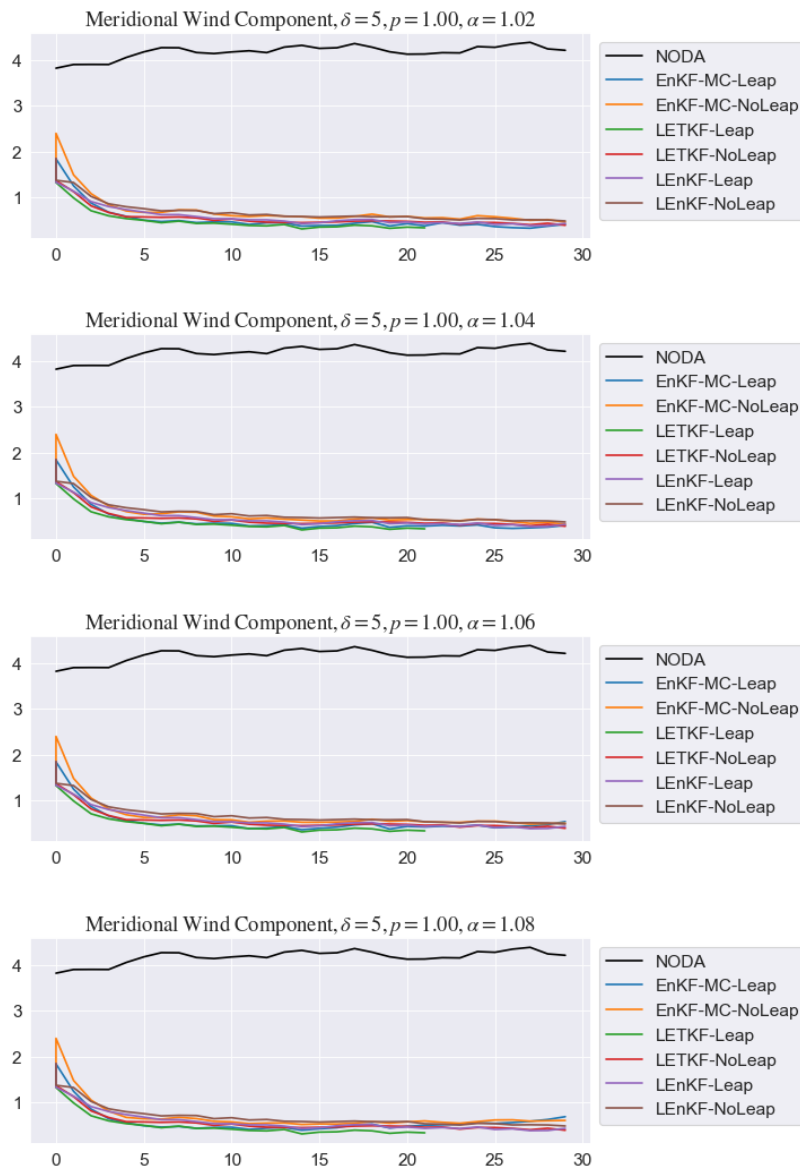 Meridional Wind Component, δ = 5, p = 1.00, α = 1.02
4
3
2
1
0 5 10 15 20 25 30
NODA
EnKF-MC-Leap
EnKF-MC-NoLeap
LETKF-Leap
LETKF-NoLeap
LEnKF-Leap
LEnKF-NoLeap
Meridional Wind Component, δ = 5, p = 1.00, α = 1.04
4
3
2
1
0 5 10 15 20 25 30
NODA
EnKF-MC-Leap
EnKF-MC-NoLeap
LETKF-Leap
LETKF-NoLeap
LEnKF-Leap
LEnKF-NoLeap
Meridional Wind Component, δ = 5, p = 1.00, α = 1.06
4
3
2
1
0 5 10 15 20 25 30
NODA
EnKF-MC-Leap
EnKF-MC-NoLeap
LETKF-Leap
LETKF-NoLeap
LEnKF-Leap
LEnKF-NoLeap
Meridional Wind Component, δ = 5, p = 1.00, α = 1.08
4
3
2
1
0 5 10 15 20 25 30
NODA
EnKF-MC-Leap
EnKF-MC-NoLeap
LETKF-Leap
LETKF-NoLeap
LEnKF-Leap
LEnKF-NoLeap